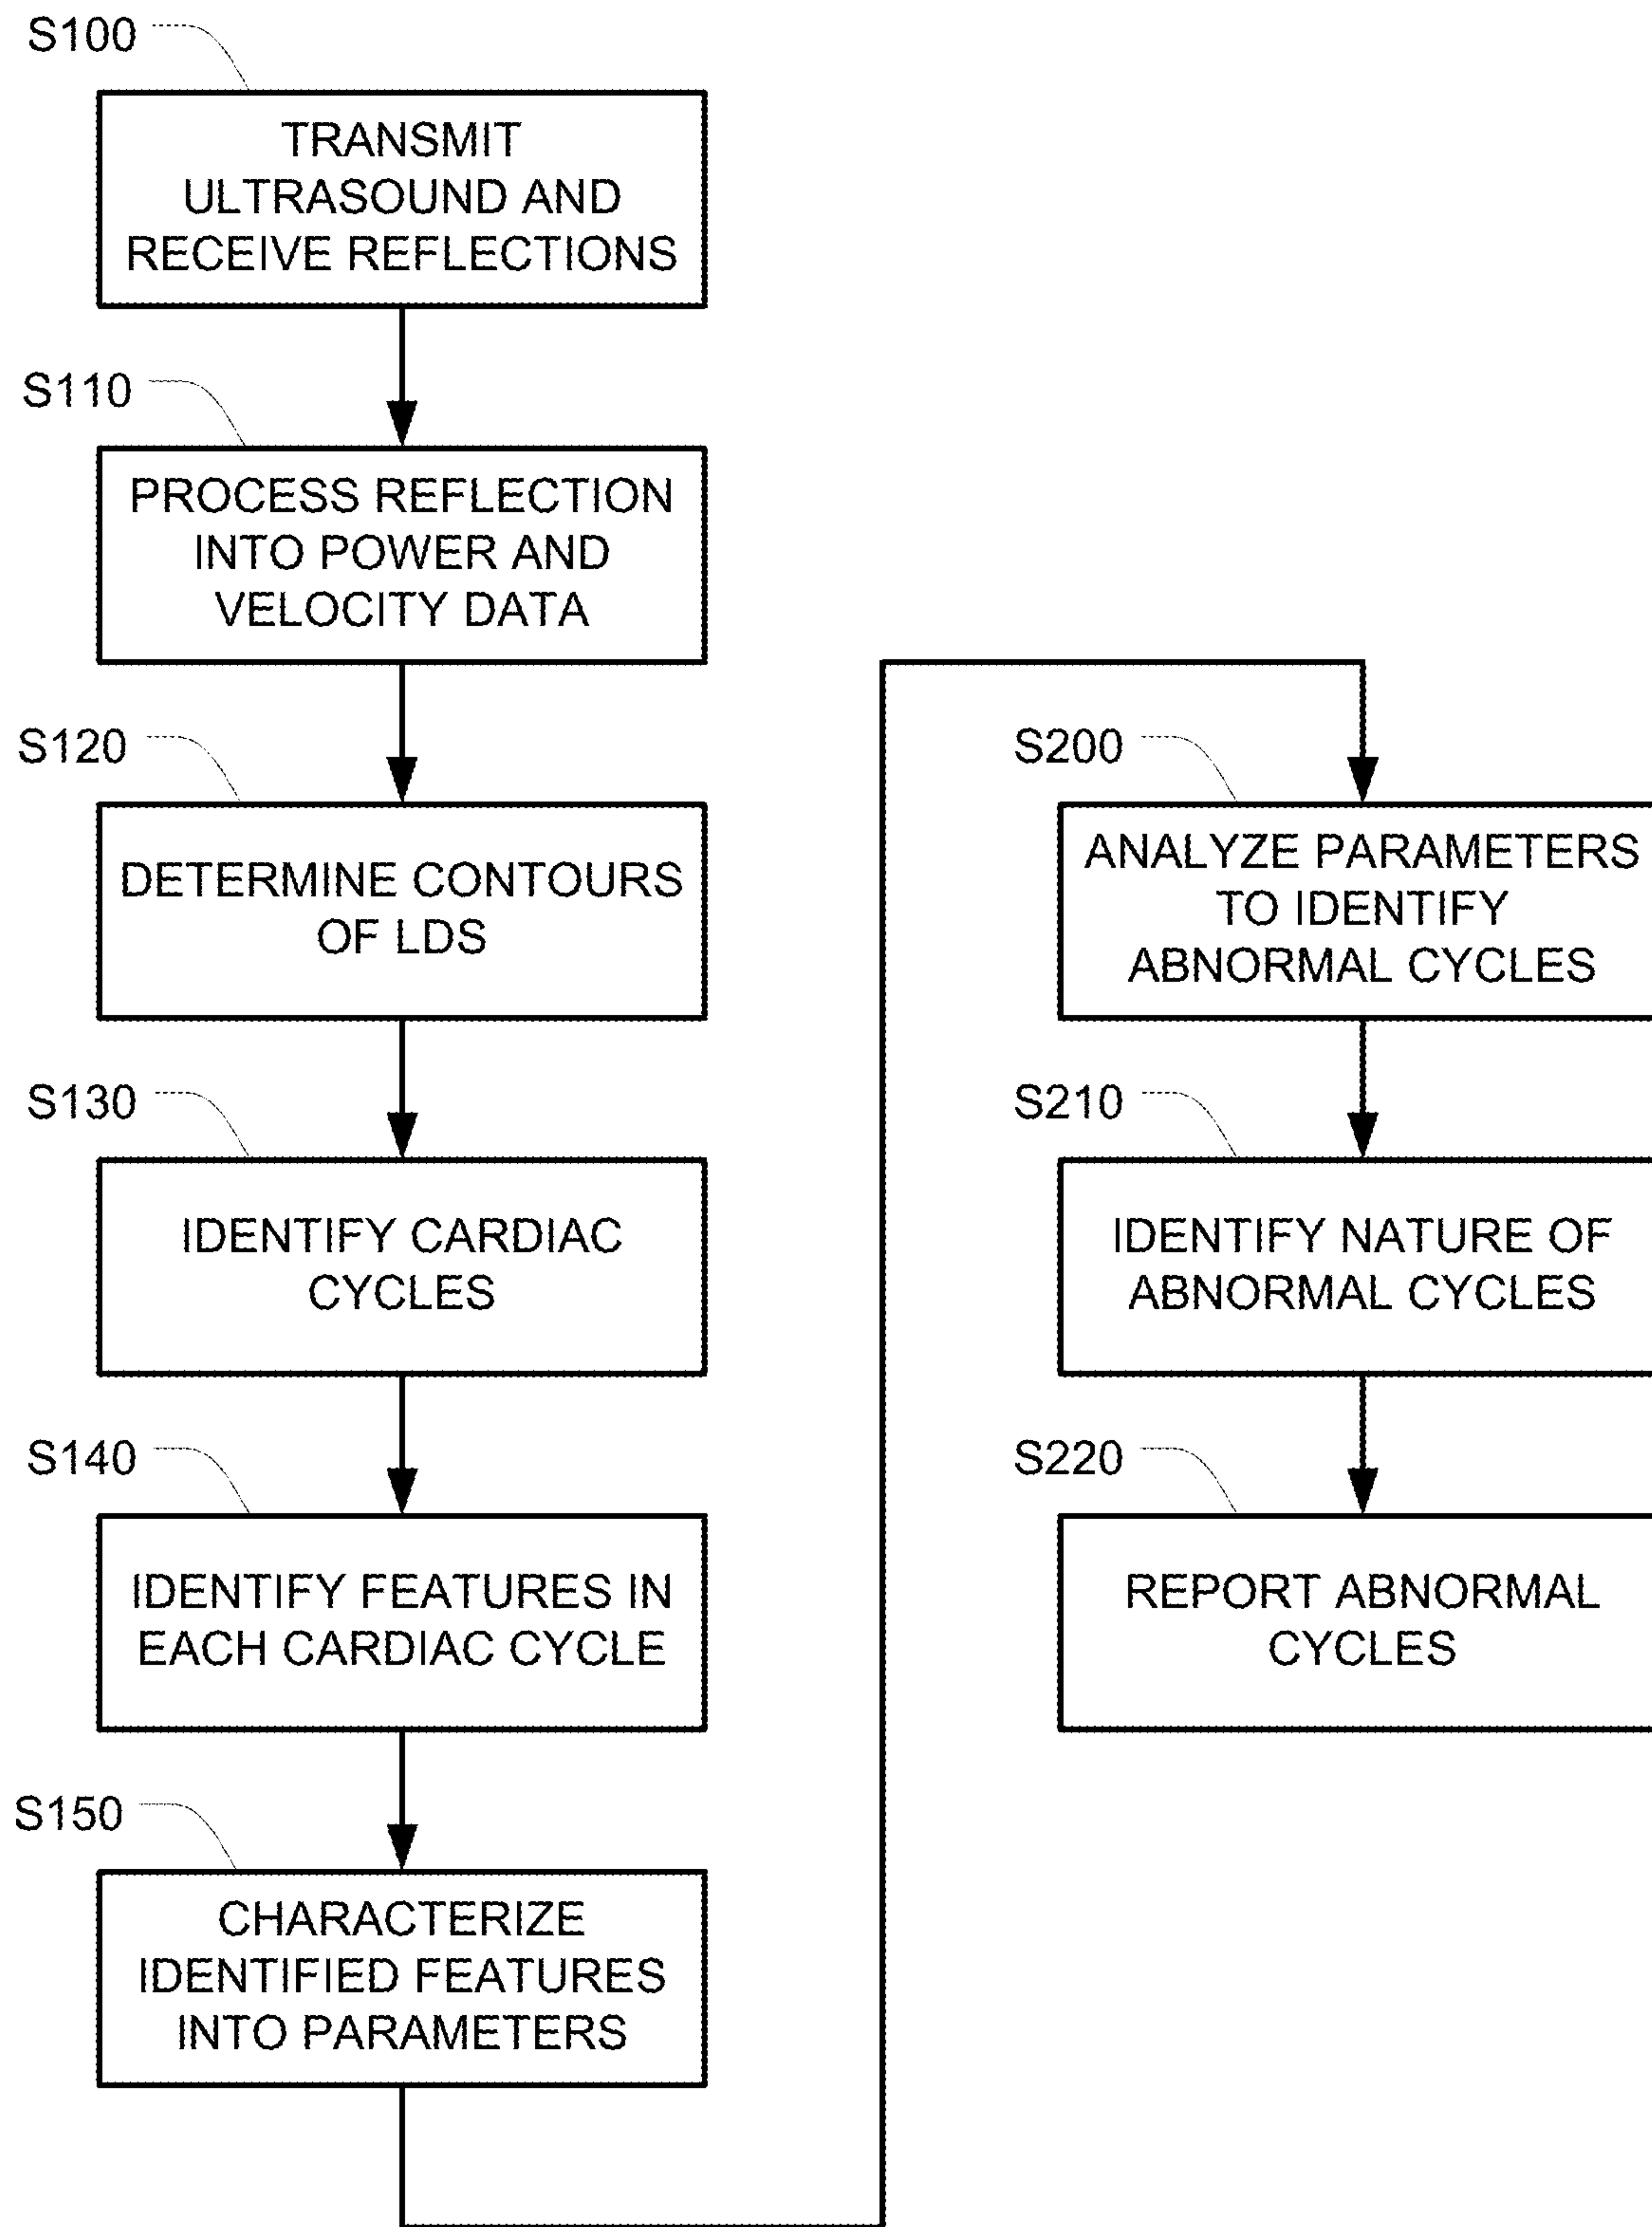 S100
TRANSMIT
ULTRASOUND AND
RECEIVE REFLECTIONS
S110
PROCESS REFLECTION
INTO POWER AND
VELOCITY DATA
S120
DETERMINE CONTOURS
OF LDS
S130
IDENTIFY CARDIAC
CYCLES
S140
IDENTIFY FEATURES IN
EACH CARDIAC CYCLE
S150
CHARACTERIZE
IDENTIFIED FEATURES
INTO PARAMETERS
S200
ANALYZE PARAMETERS
TO IDENTIFY
ABNORMAL CYCLES
S210
IDENTIFY NATURE OF
ABNORMAL CYCLES
S220
REPORT ABNORMAL
CYCLES